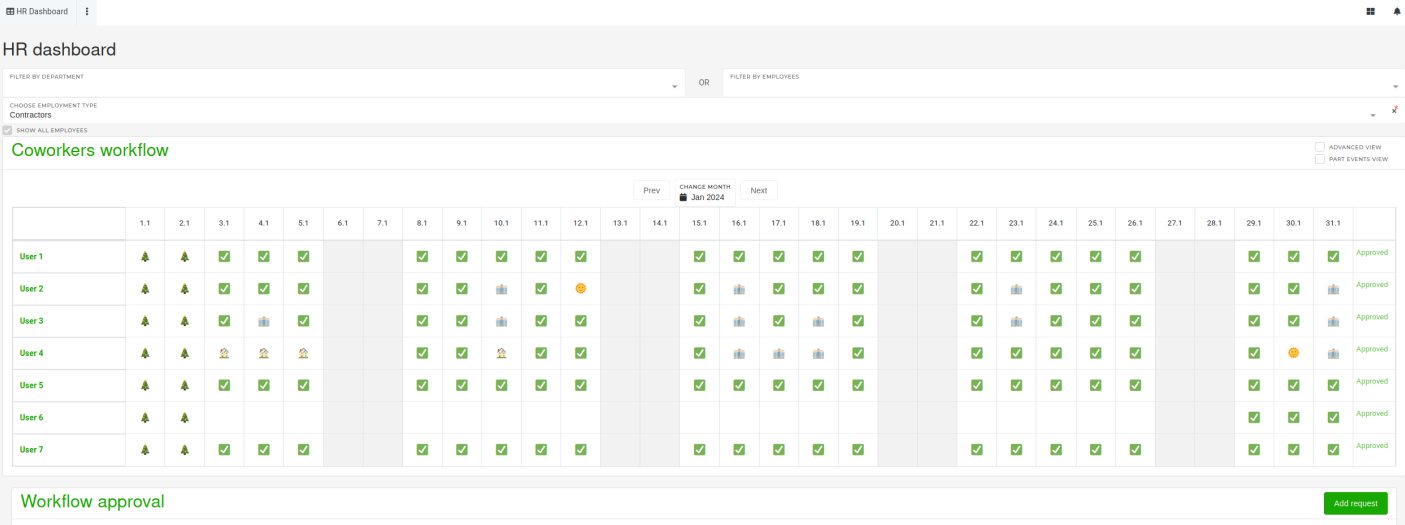 HR Dashboard
HR dashboard
FILTER BY DEPARTMENT
OR
FILTER BY EMPLOYEES
CHOOSE EMPLOYMENT TYPE
Contractors
SHOW ALL EMPLOYEES
Coworkers workflow
ADVANCED VIEW
PART EVENTS VIEW
Prev
CHANGE MONTH
Jan 2024
Next
1.1 2.1 3.1 4.1 5.1 6.1 7.1 8.1 9.1 10.1 11.1 12.1 13.1 14.1 15.1 16.1 17.1 18.1 19.1 20.1 21.1 22.1 23.1 24.1 25.1 26.1 27.1 28.1 29.1 30.1 31.1
User 1 Approved
User 2 Approved
User 3 Approved
User 4 Approved
User 5 Approved
User 6 Approved
User 7 Approved
Workflow approval
Add request